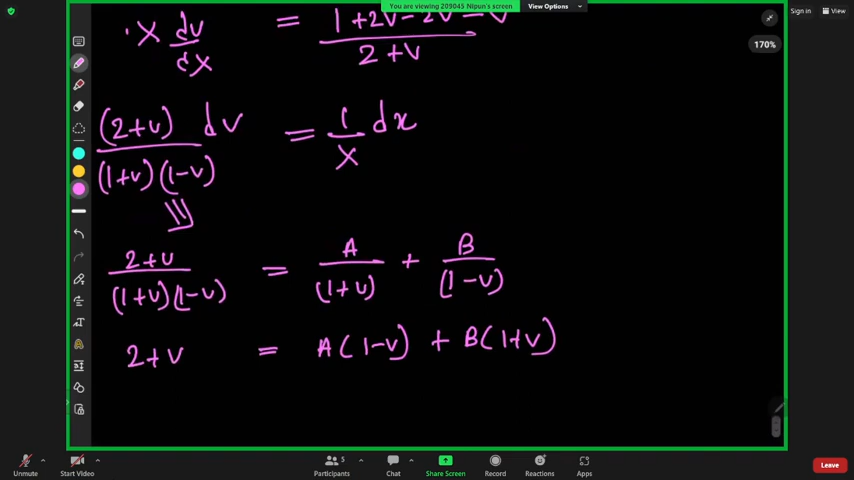 You are viewing 209045 Nipun's screen
View Options
Sign in
View
170%
x dv/dx = 1+2v-2v-v / 2+v
(2+v)/(1+v)(1-v) dv = 1/x dx
2+v/(1+v)(1-v) = A/(1+v) + B/(1-v)
2+v = A(1-v) + B(1+v)
Unmute
Start Video
Participants 5
Chat
Share Screen
Record
Reactions
Apps
Leave